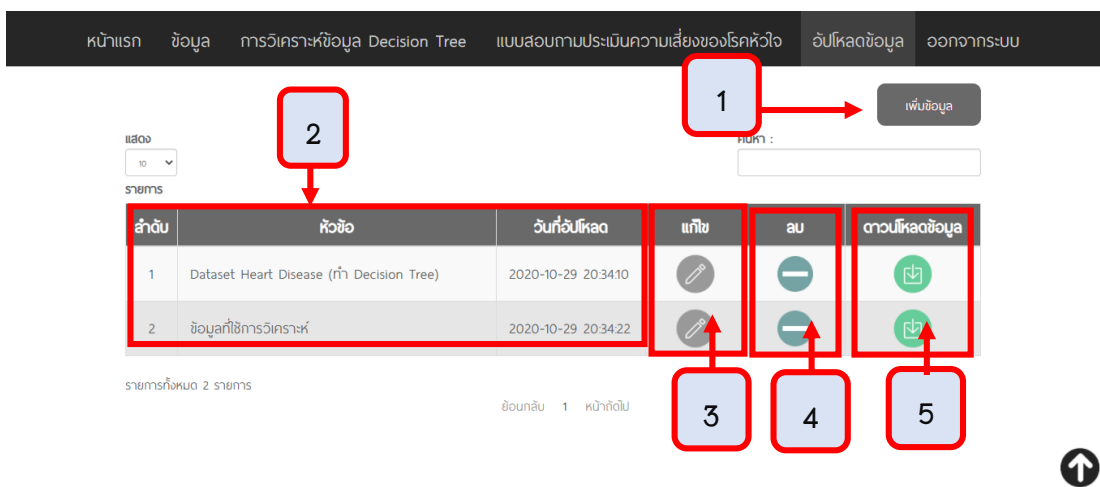 หน้าแรก ข้อมูล การวิเคราะห์ข้อมูล Decision Tree แบบสอบถามประเมินความเสี่ยงของโรคหัวใจ อัปโหลดข้อมูล ออกจากระบบ
1
เพิ่มข้อมูล
2
แสดง
ค้นหา :
10
รายการ
ลำดับ หัวข้อ วันที่อัปโหลด แก้ไข ลบ ดาวน์โหลดข้อมูล
1 Dataset Heart Disease (ทำ Decision Tree) 2020-10-29 20:34:10
2 ข้อมูลที่ใช้การวิเคราะห์ 2020-10-29 20:34:22
รายการทั้งหมด 2 รายการ
ย้อนกลับ 1 หน้าถัดไป
3 4 5